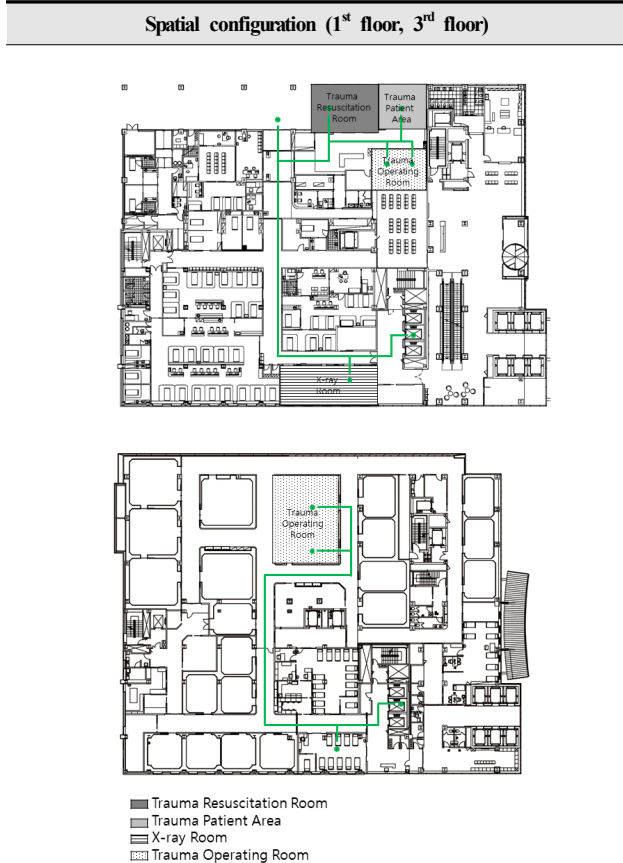 Spatial configuration (1st floor, 3rd floor)
Trauma
Resuscitation
Room
Trauma
Patient
Area
Trauma
Operating
Room
X-ray
Room
Trauma
Operating
Room
Trauma Resuscitation Room
Trauma Patient Area
X-ray Room
Trauma Operating Room